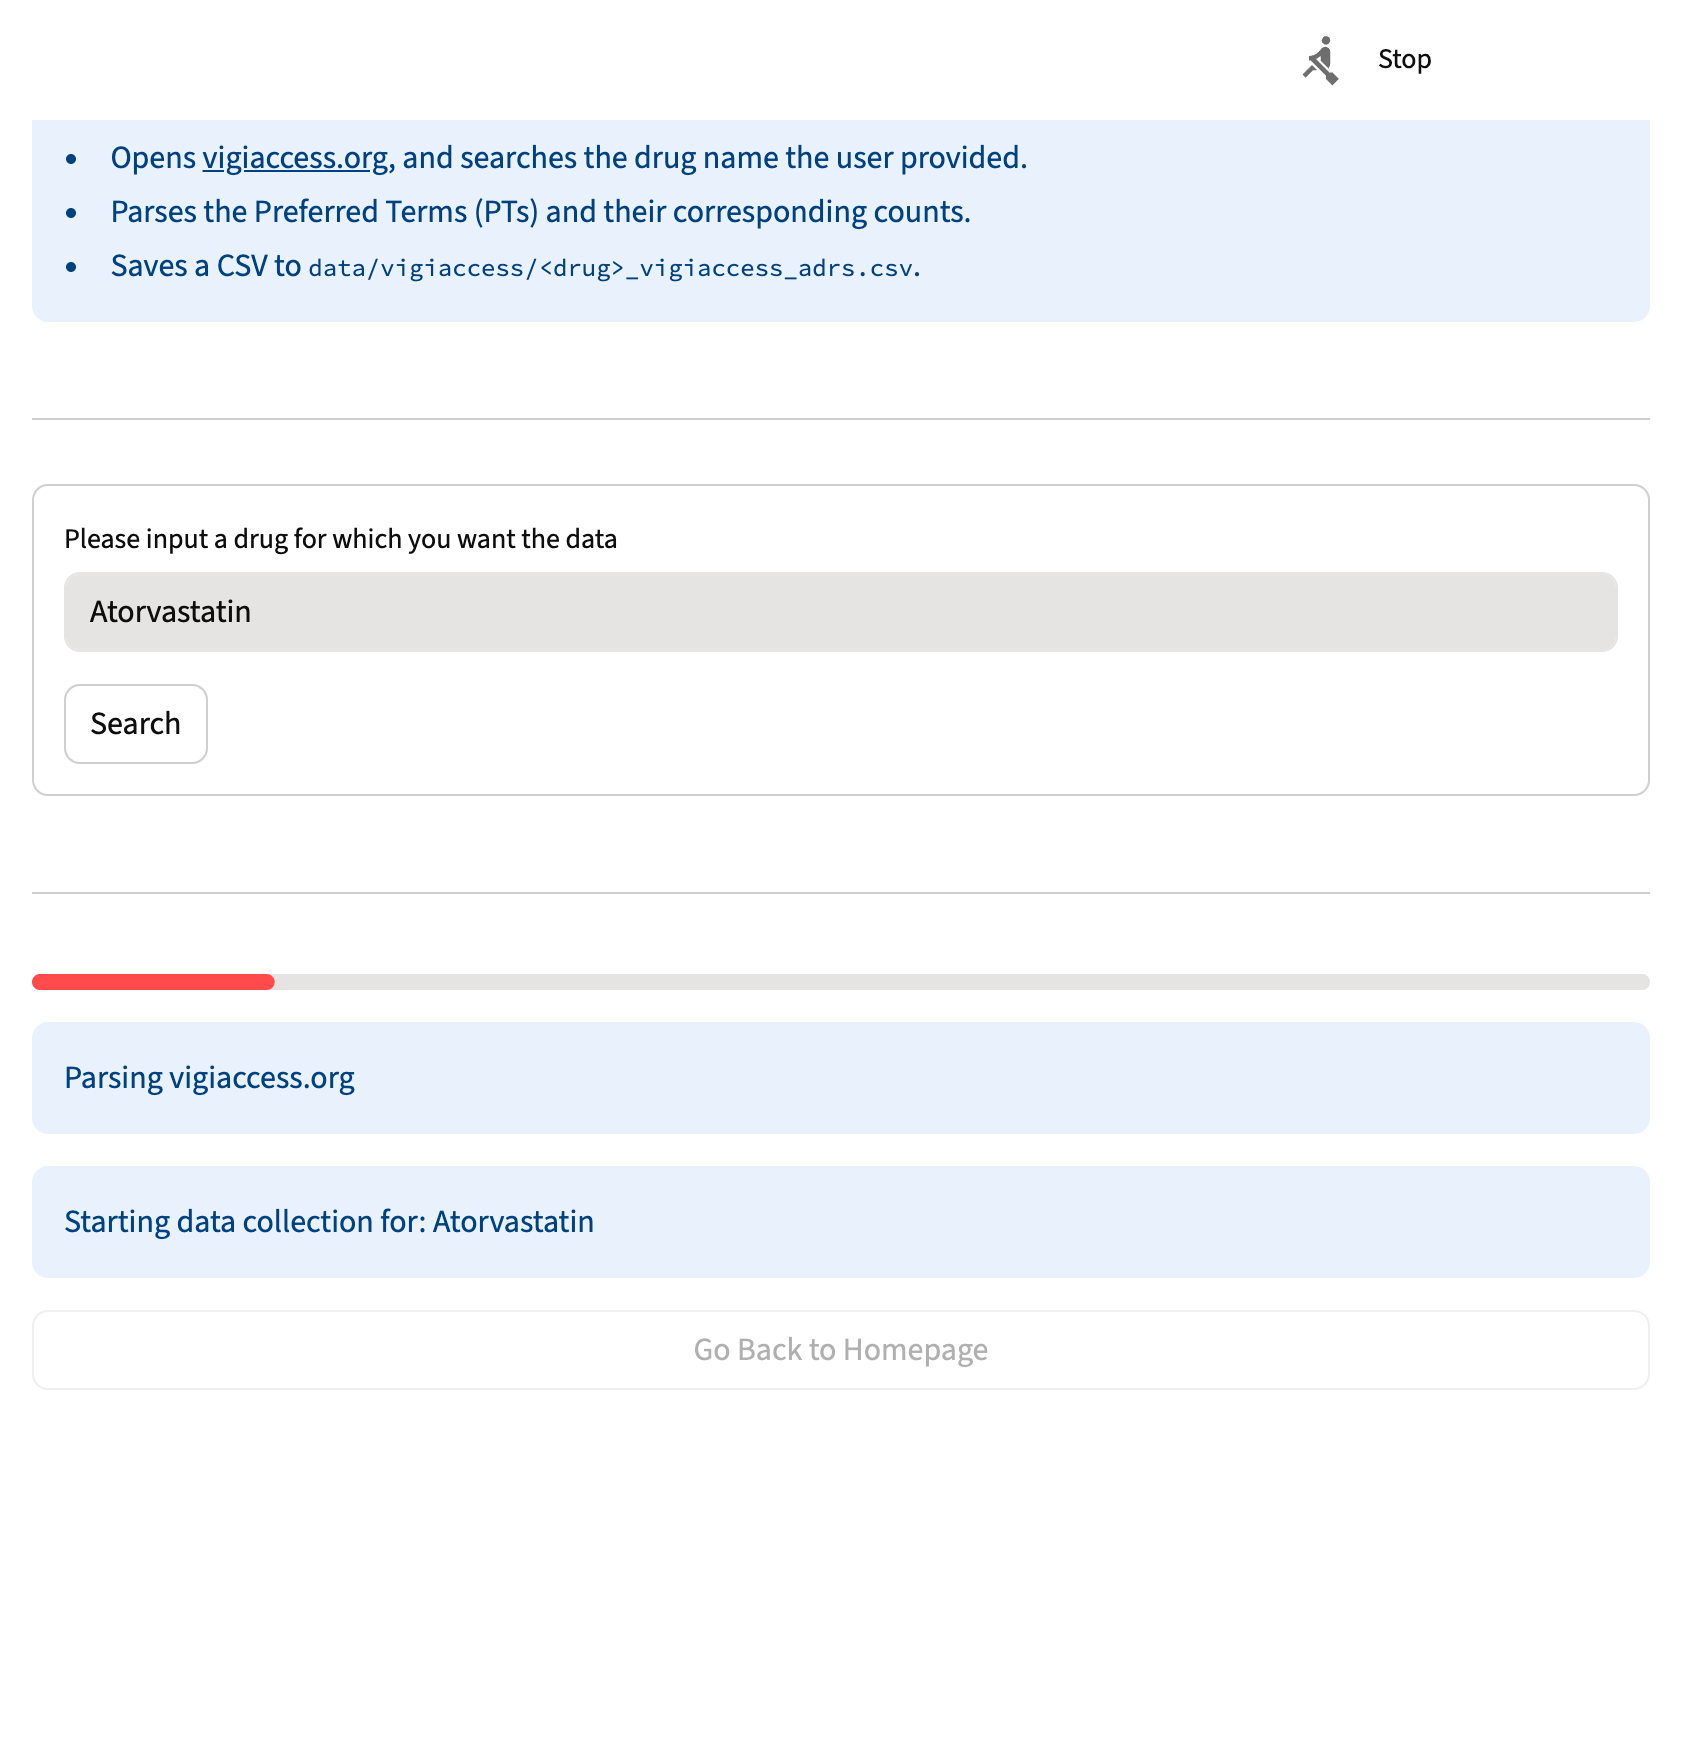 Stop
Opens vigiaccess.org, and searches the drug name the user provided.
Parses the Preferred Terms (PTs) and their corresponding counts.
Saves a CSV to data/vigiaccess/<drug>_vigiaccess_adrs.csv.
Please input a drug for which you want the data
Atorvastatin
Search
Parsing vigiaccess.org
Starting data collection for: Atorvastatin
Go Back to Homepage